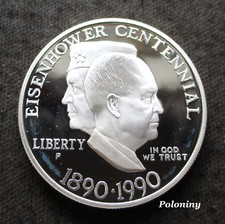 EISENHOWER CENTENNIAL
LIBERTY
P
IN GOD
WE TRUST
1890·1990
Poloniny